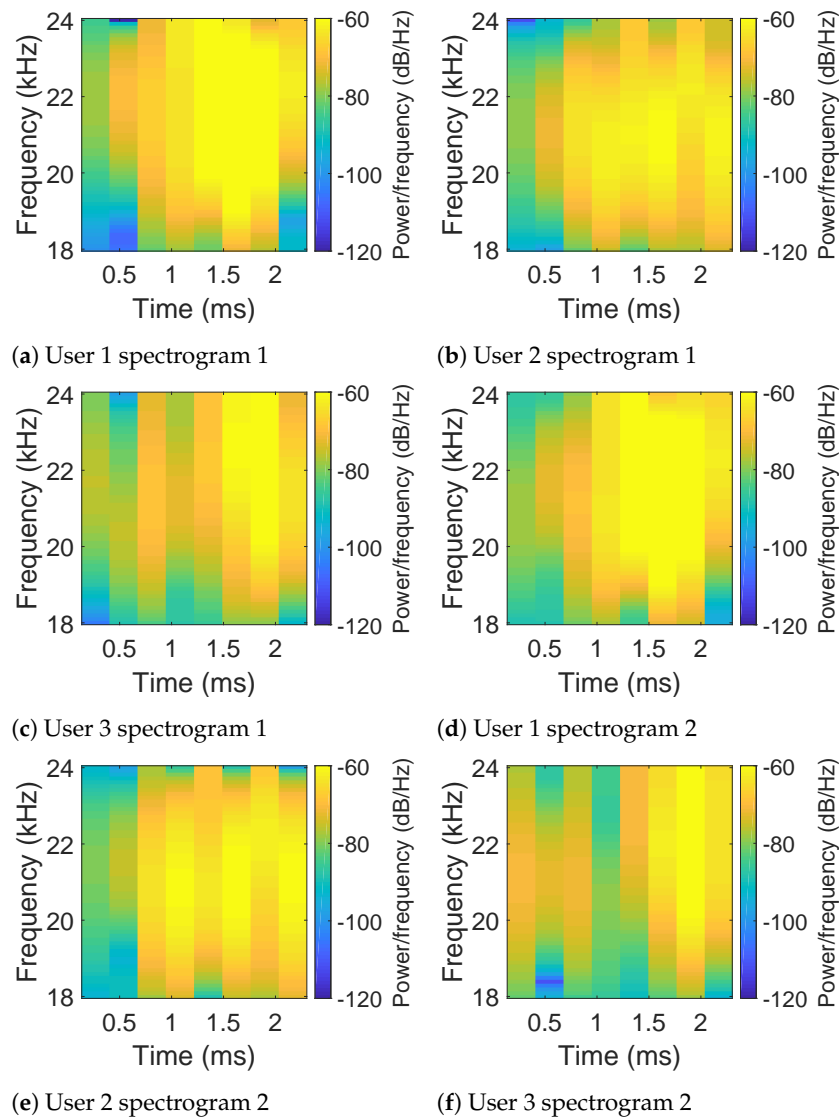 24
22
20
18
Frequency (kHz)
0.5 1 1.5 2
Time (ms)
-60
-80
-100
-120
Power/frequency (dB/Hz)
24
22
20
18
Frequency (kHz)
0.5 1 1.5 2
Time (ms)
-60
-80
-100
-120
Power/frequency (dB/Hz)
(a) User 1 spectrogram 1
(b) User 2 spectrogram 1
24
22
20
18
Frequency (kHz)
0.5 1 1.5 2
Time (ms)
-60
-80
-100
-120
Power/frequency (dB/Hz)
24
22
20
18
Frequency (kHz)
0.5 1 1.5 2
Time (ms)
-60
-80
-100
-120
Power/frequency (dB/Hz)
(c) User 3 spectrogram 1
(d) User 1 spectrogram 2
24
22
20
18
Frequency (kHz)
0.5 1 1.5 2
Time (ms)
-60
-80
-100
-120
Power/frequency (dB/Hz)
24
22
20
18
Frequency (kHz)
0.5 1 1.5 2
Time (ms)
-60
-80
-100
-120
Power/frequency (dB/Hz)
(e) User 2 spectrogram 2
(f) User 3 spectrogram 2